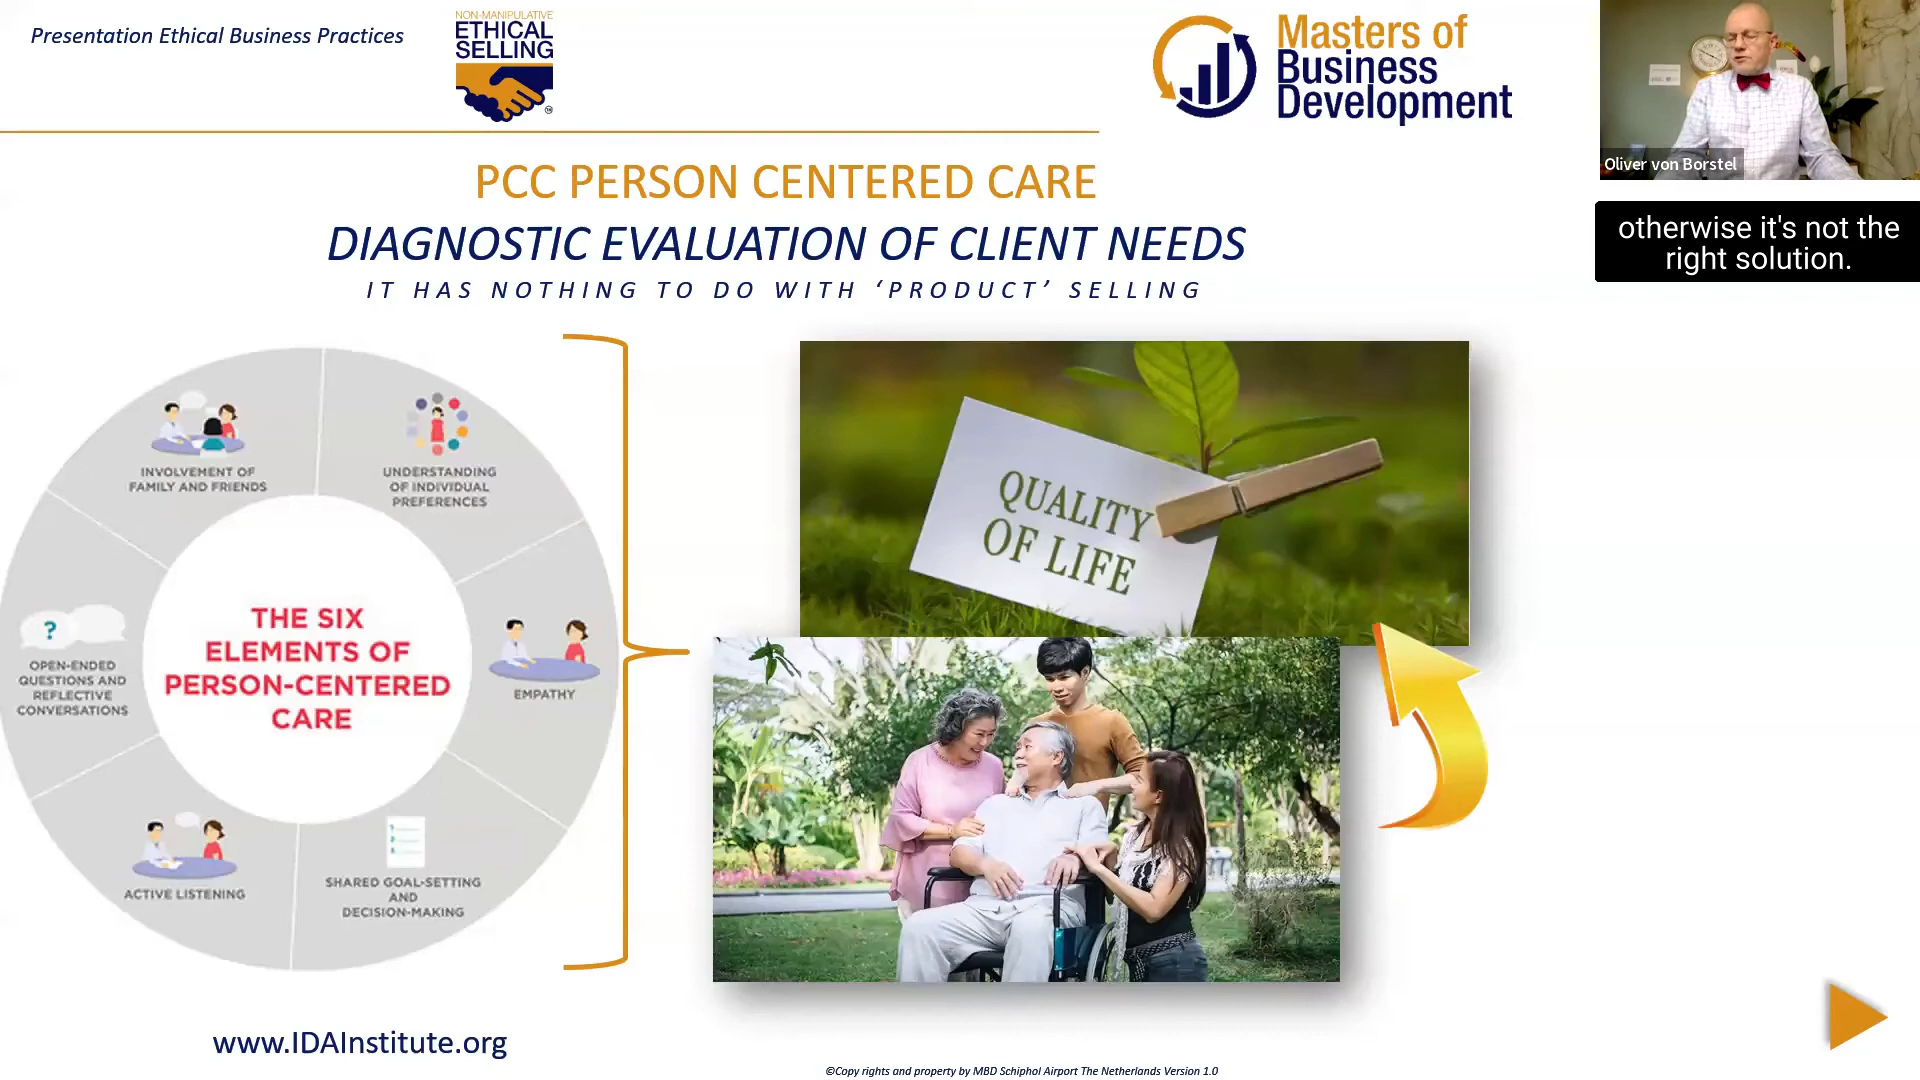 Presentation Ethical Business Practices
NON-MANIPULATIVE
ETHICAL
SELLING
Masters of
Business
Development
Oliver von Borstel
otherwise it's not the
right solution.
PCC PERSON CENTERED CARE
DIAGNOSTIC EVALUATION OF CLIENT NEEDS
IT HAS NOTHING TO DO WITH ‘PRODUCT’ SELLING
INVOLVEMENT OF
FAMILY AND FRIENDS
UNDERSTANDING
OF INDIVIDUAL
PREFERENCES
?
OPEN-ENDED
QUESTIONS AND
REFLECTIVE
CONVERSATIONS
THE SIX
ELEMENTS OF
PERSON-CENTERED
CARE
EMPATHY
ACTIVE LISTENING
SHARED GOAL-SETTING
AND
DECISION-MAKING
QUALITY
OF LIFE
www.IDAInstitute.org
©Copy rights and property by MBD Schiphol Airport The Netherlands Version 1.0